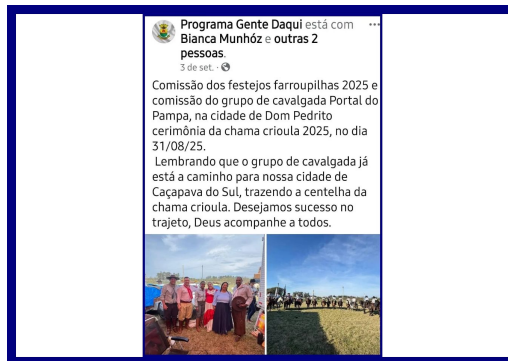 Programa Gente Daqui está com
Bianca Munhóz e outras 2
pessoas.
3 de set. ·
Comissão dos festejos farroupilhas 2025 e
comissão do grupo de cavalgada Portal do
Pampa, na cidade de Dom Pedrito
cerimônia da chama crioula 2025, no dia
31/08/25.
Lembrando que o grupo de cavalgada já
está a caminho para nossa cidade de
Caçapava do Sul, trazendo a centelha da
chama crioula. Desejamos sucesso no
trajeto, Deus acompanhe a todos.